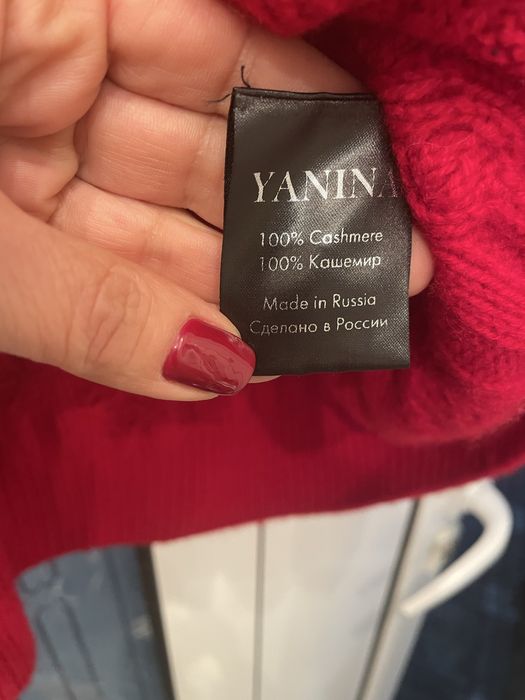 YANINA
100% Cashmere
100% Кашемир
Made in Russia
Сделано в России